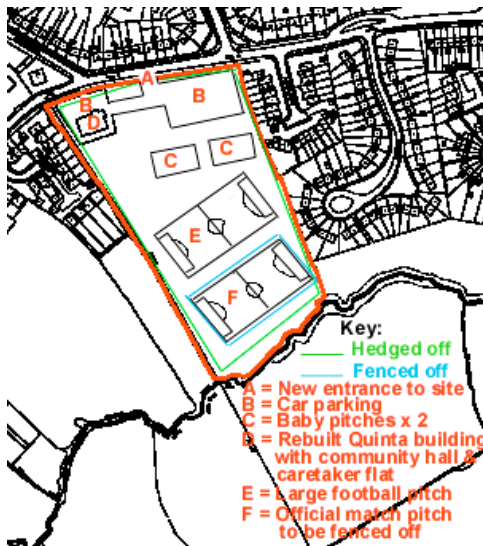 A
B
B
D
C
C
E
F
Key:
Hedged off
Fenced off
A = New entrance to site
B = Car parking
C = Baby pitches x 2
D = Rebuilt Quinta building
with community hall &
caretaker flat
E = Large football pitch
F = Official match pitch
to be fenced off